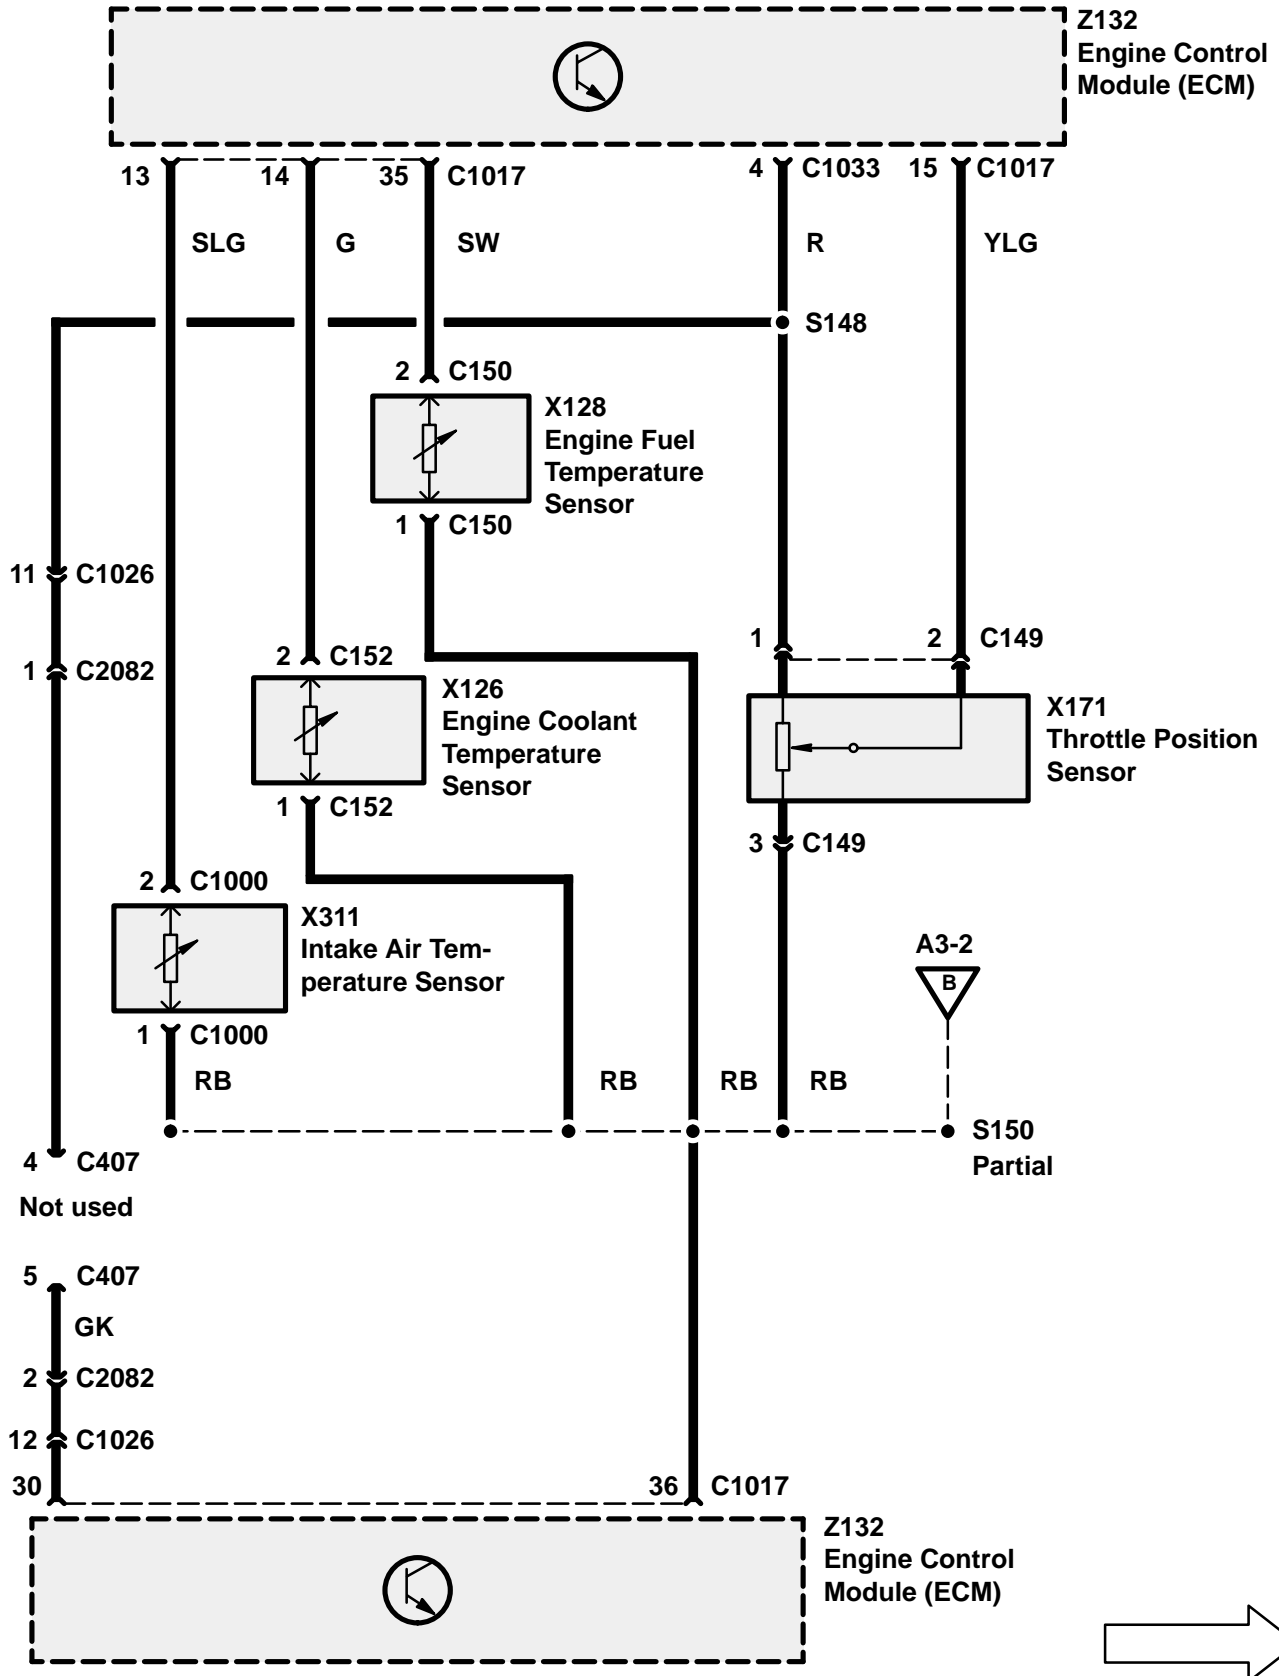 Z132
Engine Control
Module (ECM)
13 14 35 C1017 4 C1033 15 C1017
SLG G SW R YLG
S148
2 C150
X128
Engine Fuel
Temperature
Sensor
1 C150
11 C1026
1 2 C149
2 C152
1 C2082
X126
Engine Coolant
Temperature
Sensor
X171
Throttle Position
Sensor
1 C152
3 C149
2 C1000
X311
Intake Air Tem-
perature Sensor
A3-2
B
1 C1000
RB RB RB RB
S150
Partial
4 C407
Not used
5 C407
GK
2 C2082
12 C1026
30 36 C1017
Z132
Engine Control
Module (ECM)